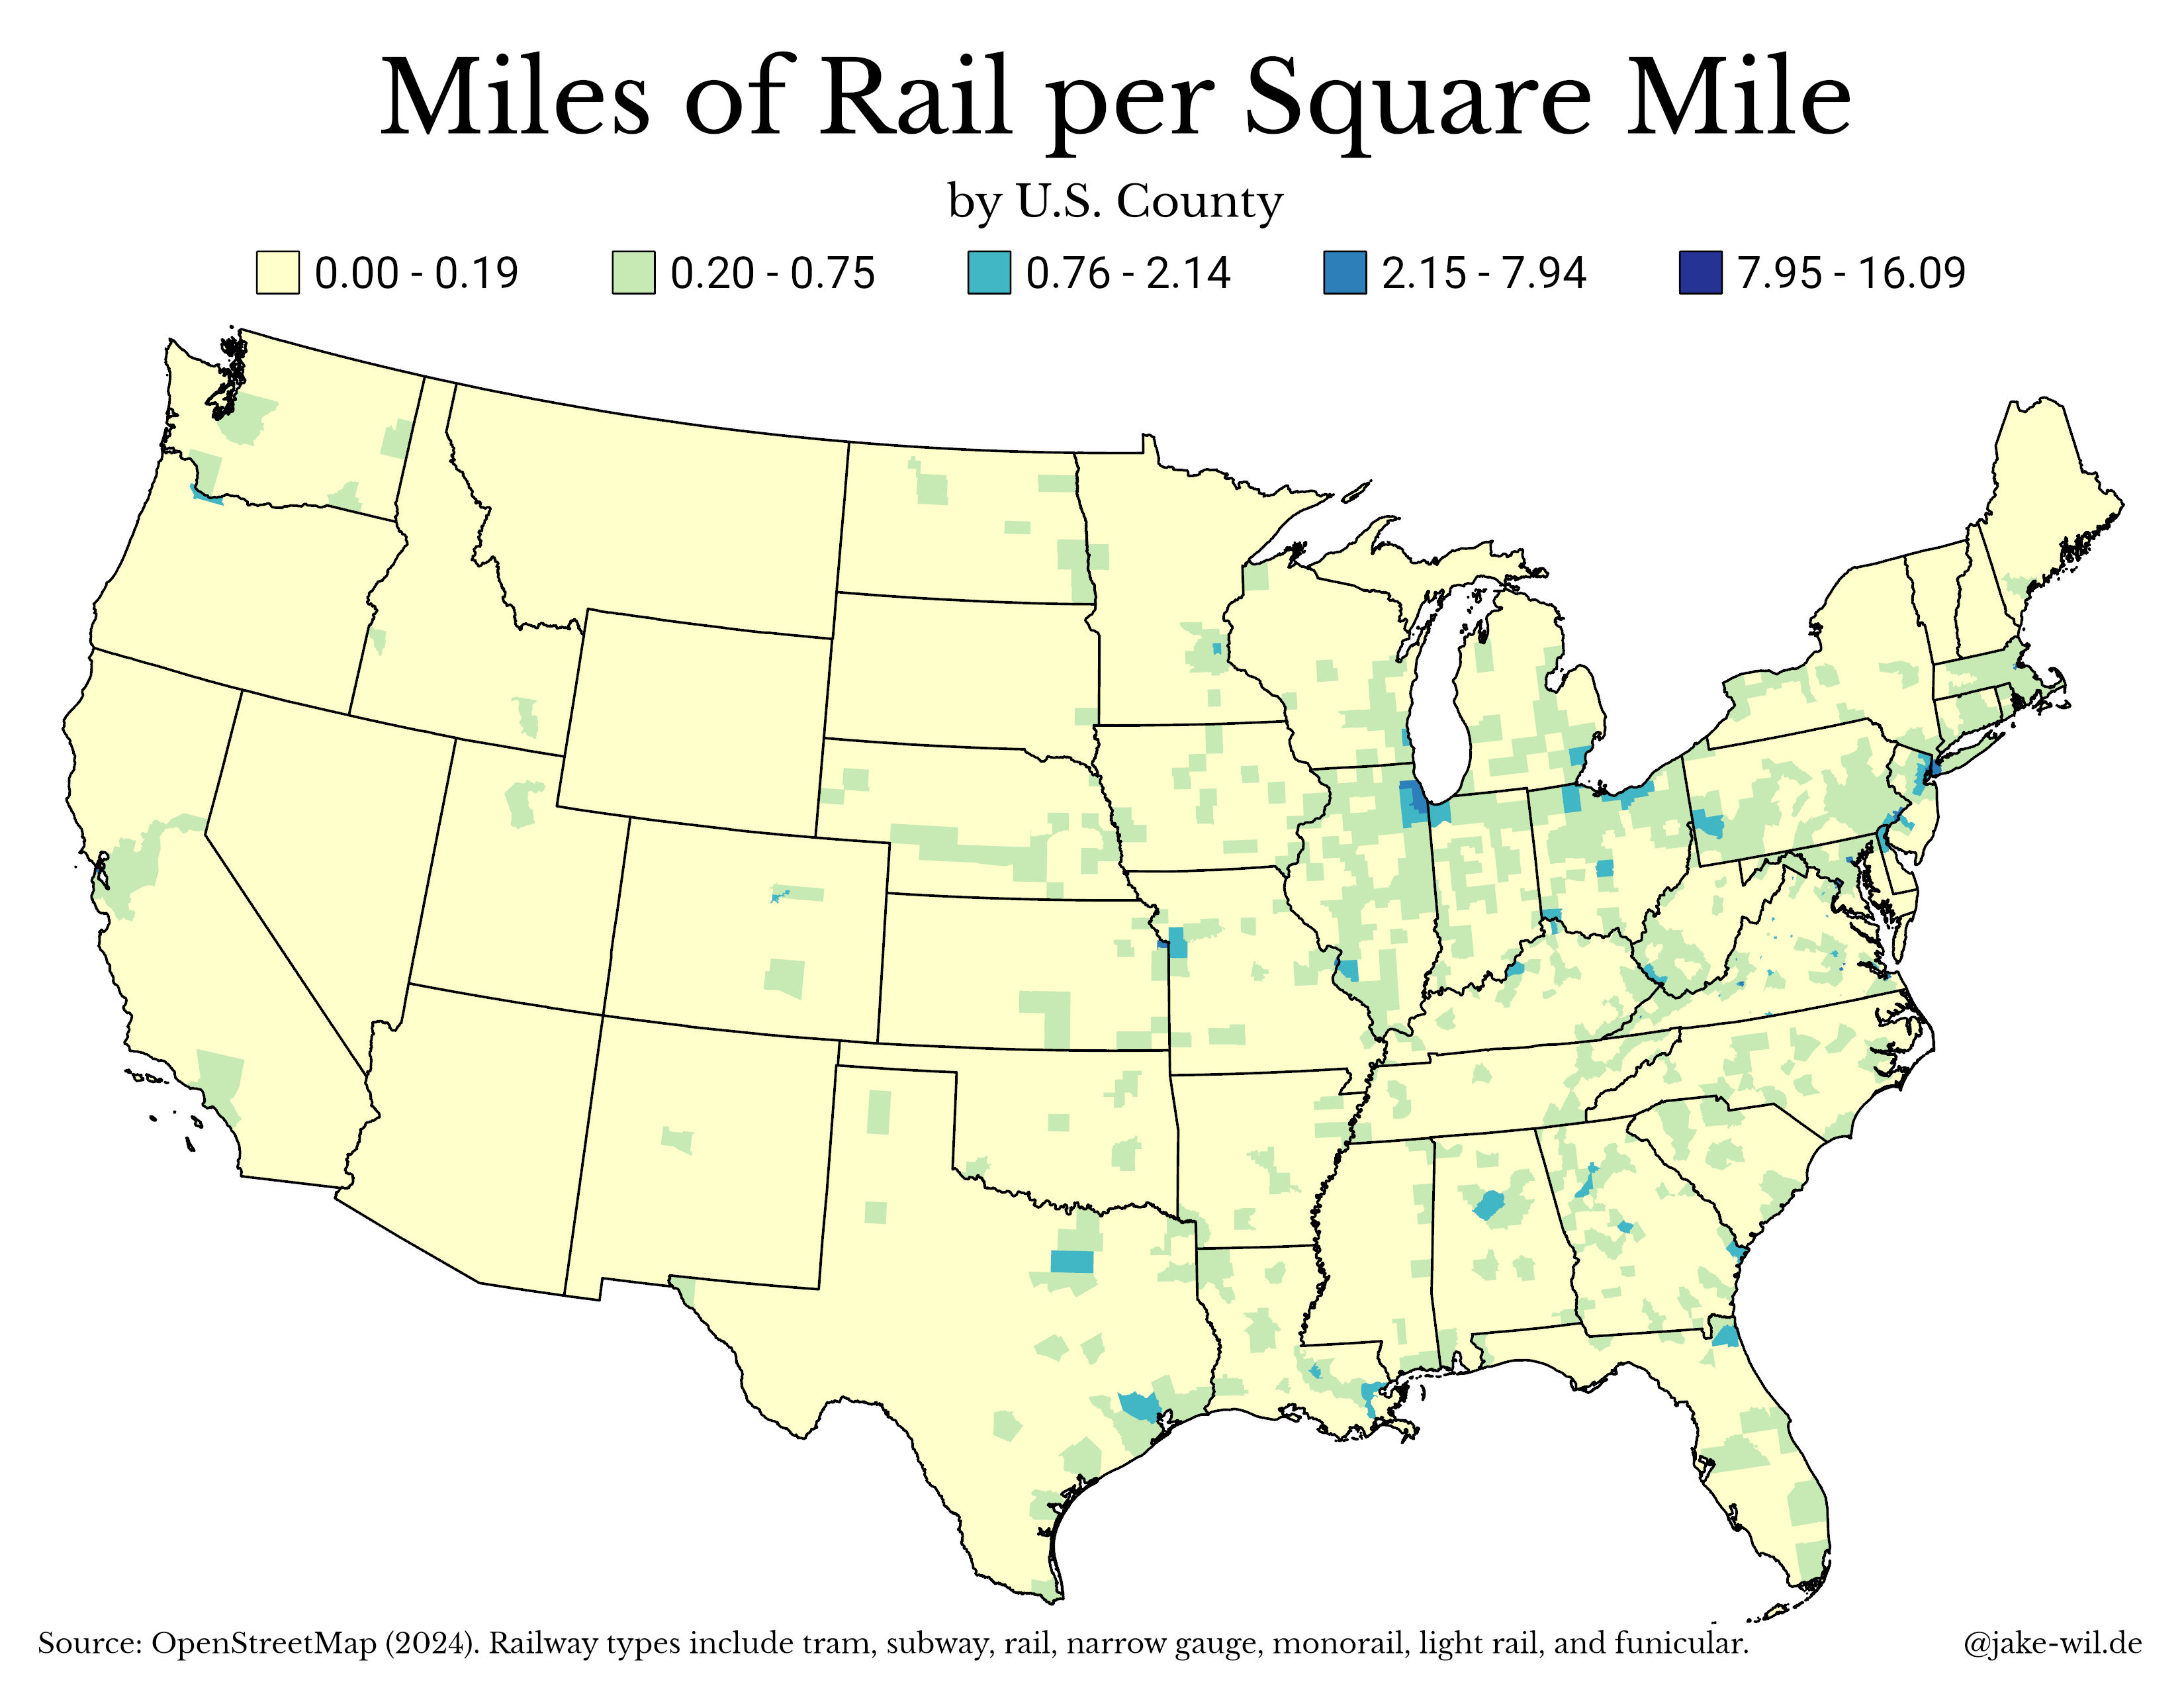 Miles of Rail per Square Mile
by U.S. County
0.00 - 0.19 0.20 - 0.75 0.76 - 2.14 2.15 - 7.94 7.95 - 16.09
Source: OpenStreetMap (2024). Railway types include tram, subway, rail, narrow gauge, monorail, light rail, and funicular. @jake-wil.de